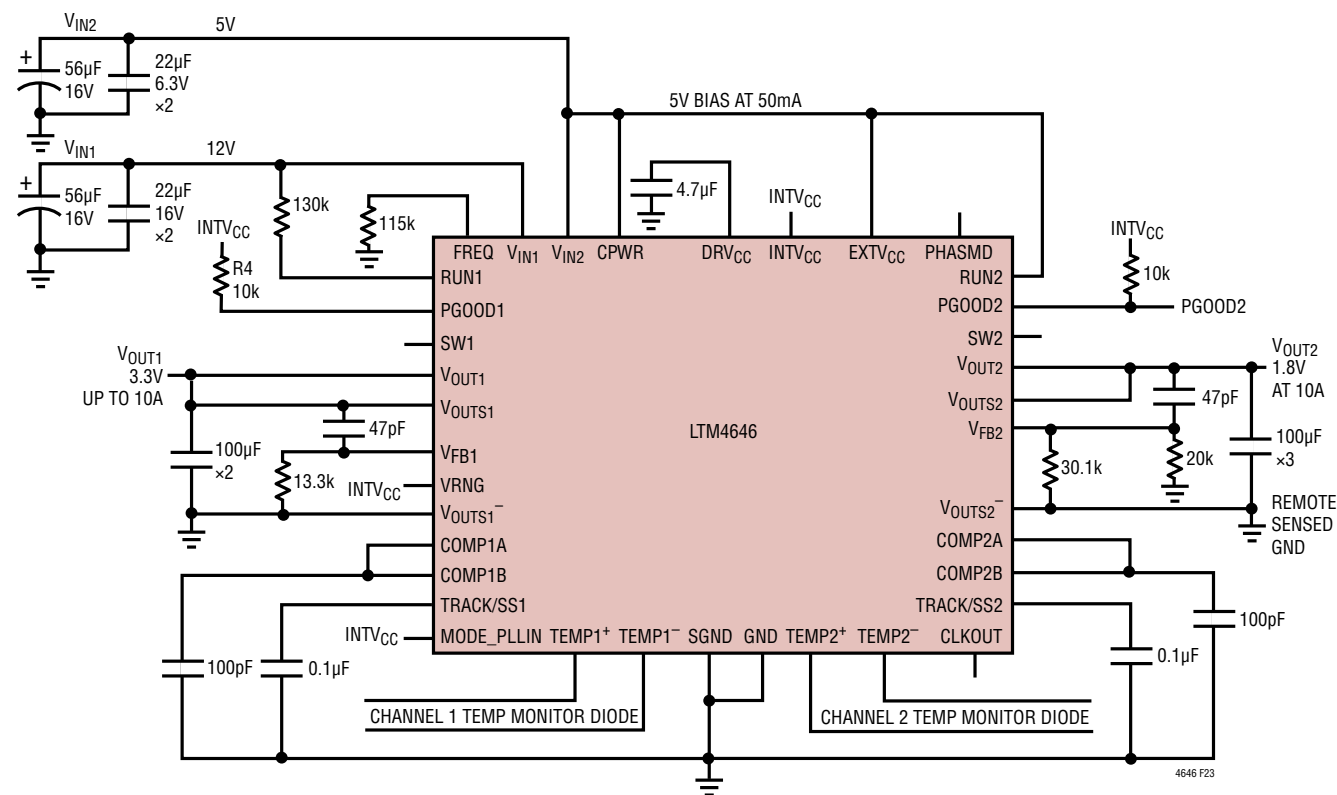 VIN2
5V
+
56µF
16V
22µF
6.3V
×2
5V BIAS AT 50mA
VIN1
12V
+
56µF
16V
22µF
16V
×2
INTVCC
R4
10k
130k
115k
4.7µF
INTVCC
INTVCC
10k
PGOOD2
FREQ
VIN1
VIN2
CPWR
DRVCC
INTVCC
EXTVCC
PHASMD
RUN1
PGOOD1
SW1
VOUT1
VOUTS1
VFB1
VRNG
VOUTS1–
COMP1A
COMP1B
TRACK/SS1
MODE_PLLIN
TEMP1+
TEMP1–
SGND
GND
TEMP2+
TEMP2–
CLKOUT
RUN2
PGOOD2
SW2
VOUT2
VOUTS2
VFB2
VOUTS2–
COMP2A
COMP2B
TRACK/SS2
LTM4646
VOUT1
3.3V
UP TO 10A
100µF
×2
47pF
13.3k
INTVCC
INTVCC
100pF
0.1µF
CHANNEL 1 TEMP MONITOR DIODE
CHANNEL 2 TEMP MONITOR DIODE
VOUT2
1.8V
AT 10A
47pF
30.1k
20k
100µF
×3
REMOTE
SENSED
GND
100pF
0.1µF
4646 F23